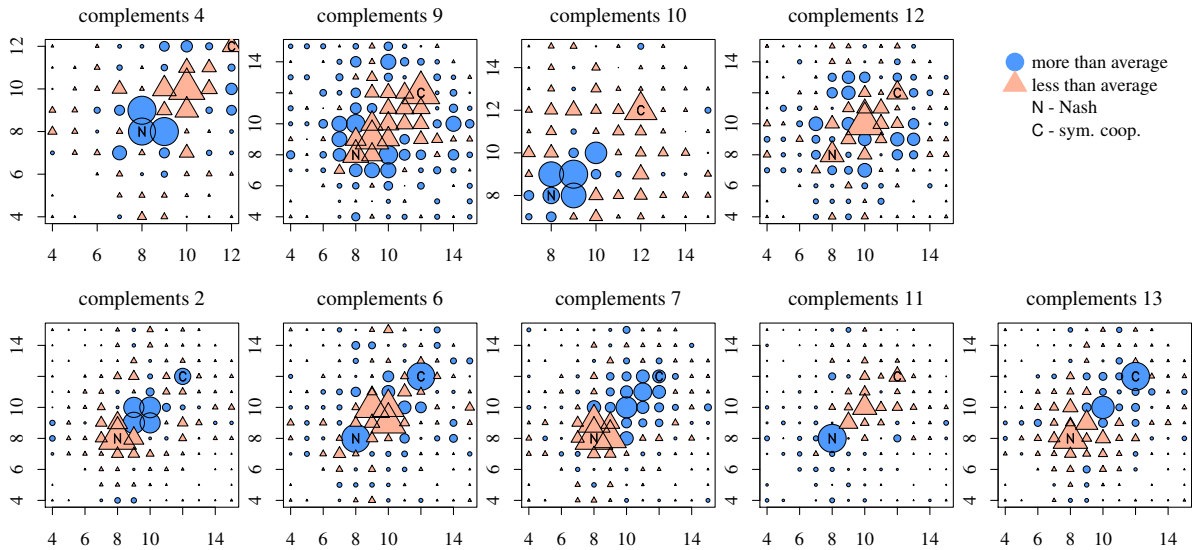 complements 4
12
10
8
6
4
C
N
4 6 8 10 12
complements 9
14
10
8
6
4
C
N
4 6 8 10 14
complements 10
14
12
10
8
C
N
8 10 12 14
complements 12
14
10
8
6
4
C
N
4 6 8 10 14
more than average
less than average
N - Nash
C - sym. coop.
complements 2
14
10
8
6
4
C
N
4 6 8 10 14
complements 6
14
10
8
6
4
C
N
4 6 8 10 14
complements 7
14
10
8
6
4
C
N
4 6 8 10 14
complements 11
14
10
8
6
4
C
N
4 6 8 10 14
complements 13
14
10
8
6
4
C
N
4 6 8 10 14